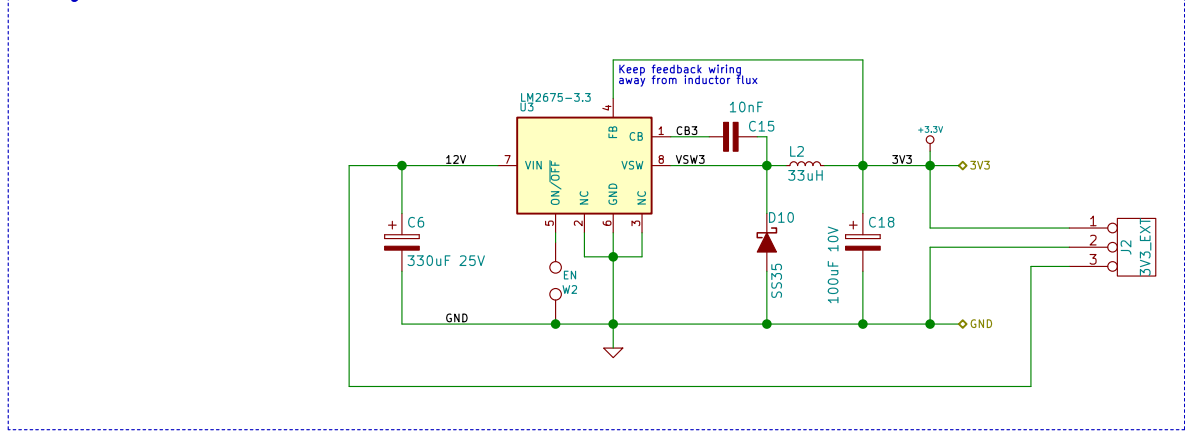 Keep feedback wiring
away from inductor flux
LM2675-3.3
U3
4
FB
10nF
C15
1
CB
CB3
+3.3V
12V
7
VIN
VSW
8
VSW3
L2
33uH
3V3
3V3
ON/OFF
NC
GND
NC
5
2
6
3
+
C6
330uF 25V
D10
SS35
+
C18
100uF 10V
1
2
3
J2
3V3_EXT
EN
W2
GND
GND